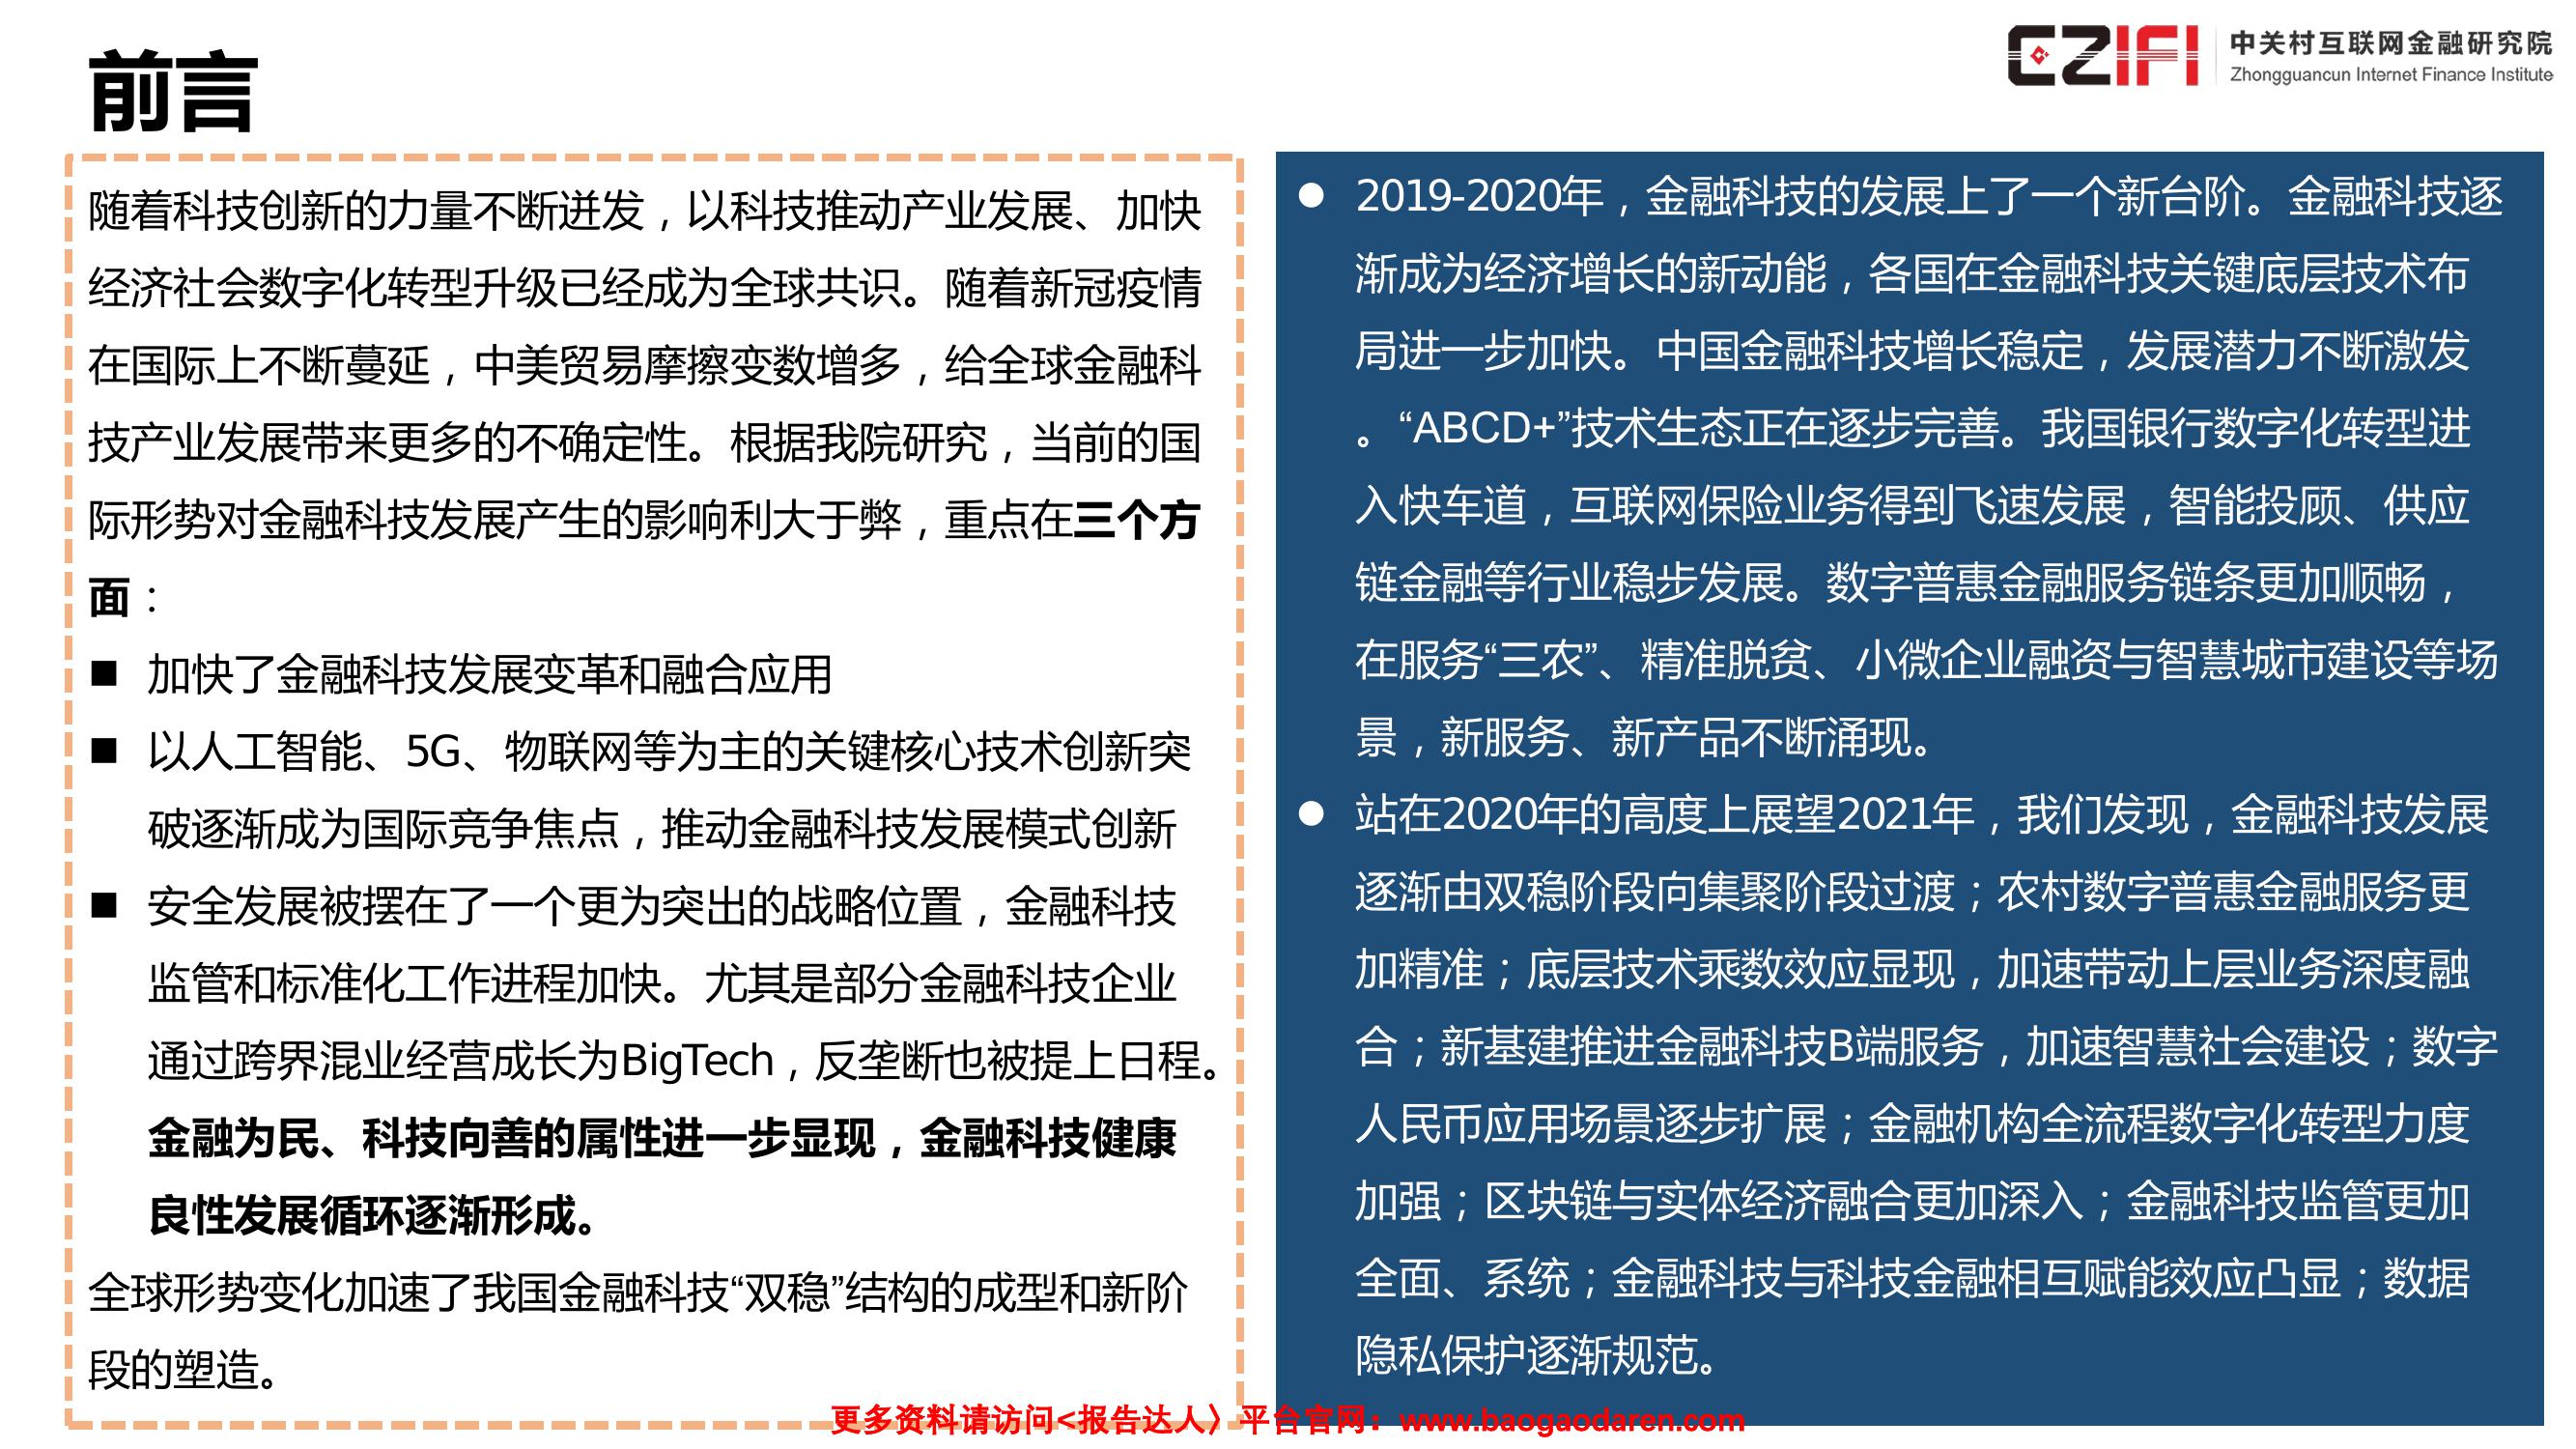 前言
CZIFI
中关村互联网金融研究院
Zhongguancun Internet Finance Institute
随着科技创新的力量不断迸发，以科技推动产业发展、加快
经济社会数字化转型升级已经成为全球共识。随着新冠疫情
在国际上不断蔓延，中美贸易摩擦变数增多，给全球金融科
技产业发展带来更多的不确定性。根据我院研究，当前的国
际形势对金融科技发展产生的影响利大于弊，重点在三个方
面：
■ 加快了金融科技发展变革和融合应用
■ 以人工智能、5G、物联网等为主的关键核心技术创新突
破逐渐成为国际竞争焦点，推动金融科技发展模式创新
■ 安全发展被摆在了一个更为突出的战略位置，金融科技
监管和标准化工作进程加快。尤其是部分金融科技企业
通过跨界混业经营成长为BigTech，反垄断也被提上日程。
金融为民、科技向善的属性进一步显现，金融科技健康
良性发展循环逐渐形成。
全球形势变化加速了我国金融科技“双稳”结构的成型和新阶
段的塑造。
● 2019-2020年，金融科技的发展上了一个新台阶。金融科技逐
渐成为经济增长的新动能，各国在金融科技关键底层技术布
局进一步加快。中国金融科技增长稳定，发展潜力不断激发
。“ABCD+”技术生态正在逐步完善。我国银行数字化转型进
入快车道，互联网保险业务得到飞速发展，智能投顾、供应
链金融等行业稳步发展。数字普惠金融服务链条更加顺畅，
在服务“三农”、精准脱贫、小微企业融资与智慧城市建设等场
景，新服务、新产品不断涌现。
● 站在2020年的高度上展望2021年，我们发现，金融科技发展
逐渐由双稳阶段向集聚阶段过渡；农村数字普惠金融服务更
加精准；底层技术乘数效应显现，加速带动上层业务深度融
合；新基建推进金融科技B端服务，加速智慧社会建设；数字
人民币应用场景逐步扩展；金融机构全流程数字化转型力度
加强；区块链与实体经济融合更加深入；金融科技监管更加
全面、系统；金融科技与科技金融相互赋能效应凸显；数据
隐私保护逐渐规范。
更多资料请访问<报告达人〉平台官网：www.baogaodaren.com